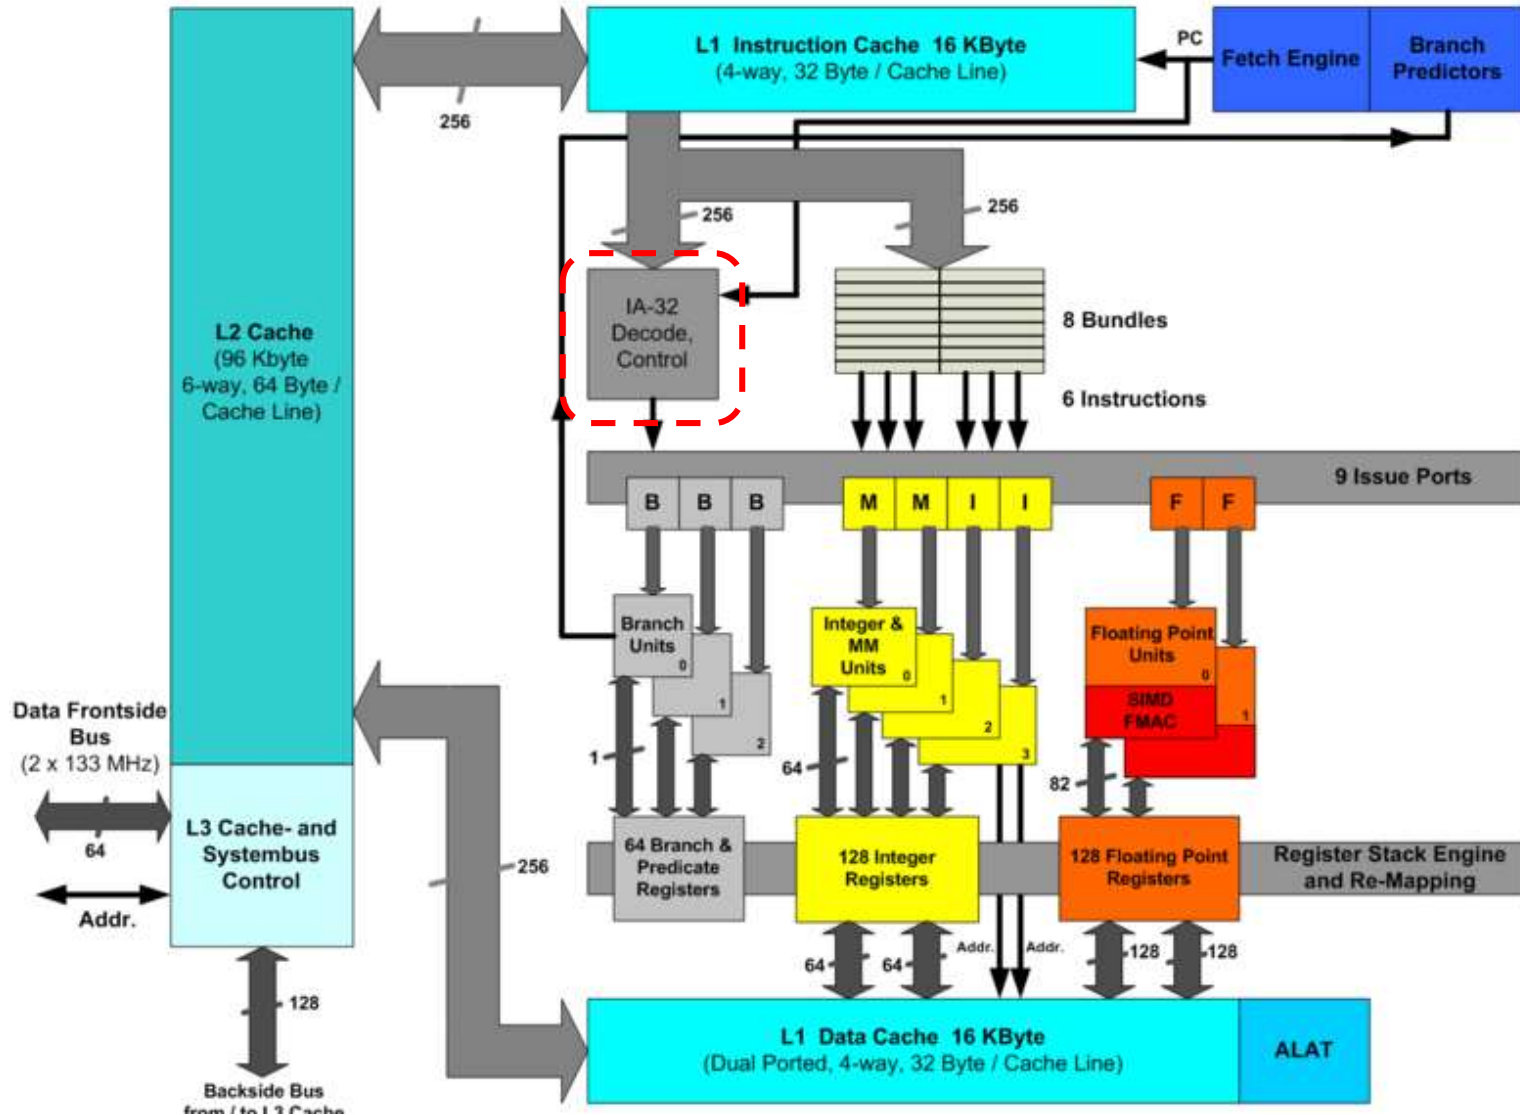 L1 Instruction Cache 16 KByte
(4-way, 32 Byte / Cache Line)
PC
Fetch Engine
Branch
Predictors
256
256
256
IA-32
Decode,
Control
8 Bundles
6 Instructions
L2 Cache
(96 Kbyte
6-way, 64 Byte /
Cache Line)
9 Issue Ports
B
B
B
M
M
I
I
F
F
Branch
Units
0
1
2
Integer &
MM
Units
0
1
2
3
Floating Point
Units
0
SIMD
FMAC
1
Data Frontside
Bus
(2 x 133 MHz)
64
Addr.
L3 Cache- and
Systembus
Control
1
64
82
256
64 Branch &
Predicate
Registers
128 Integer
Registers
128 Floating Point
Registers
Register Stack Engine
and Re-Mapping
64
64
Addr.
Addr.
128
128
128
L1 Data Cache 16 KByte
(Dual Ported, 4-way, 32 Byte / Cache Line)
ALAT
Backside Bus
from / to L3 Cache